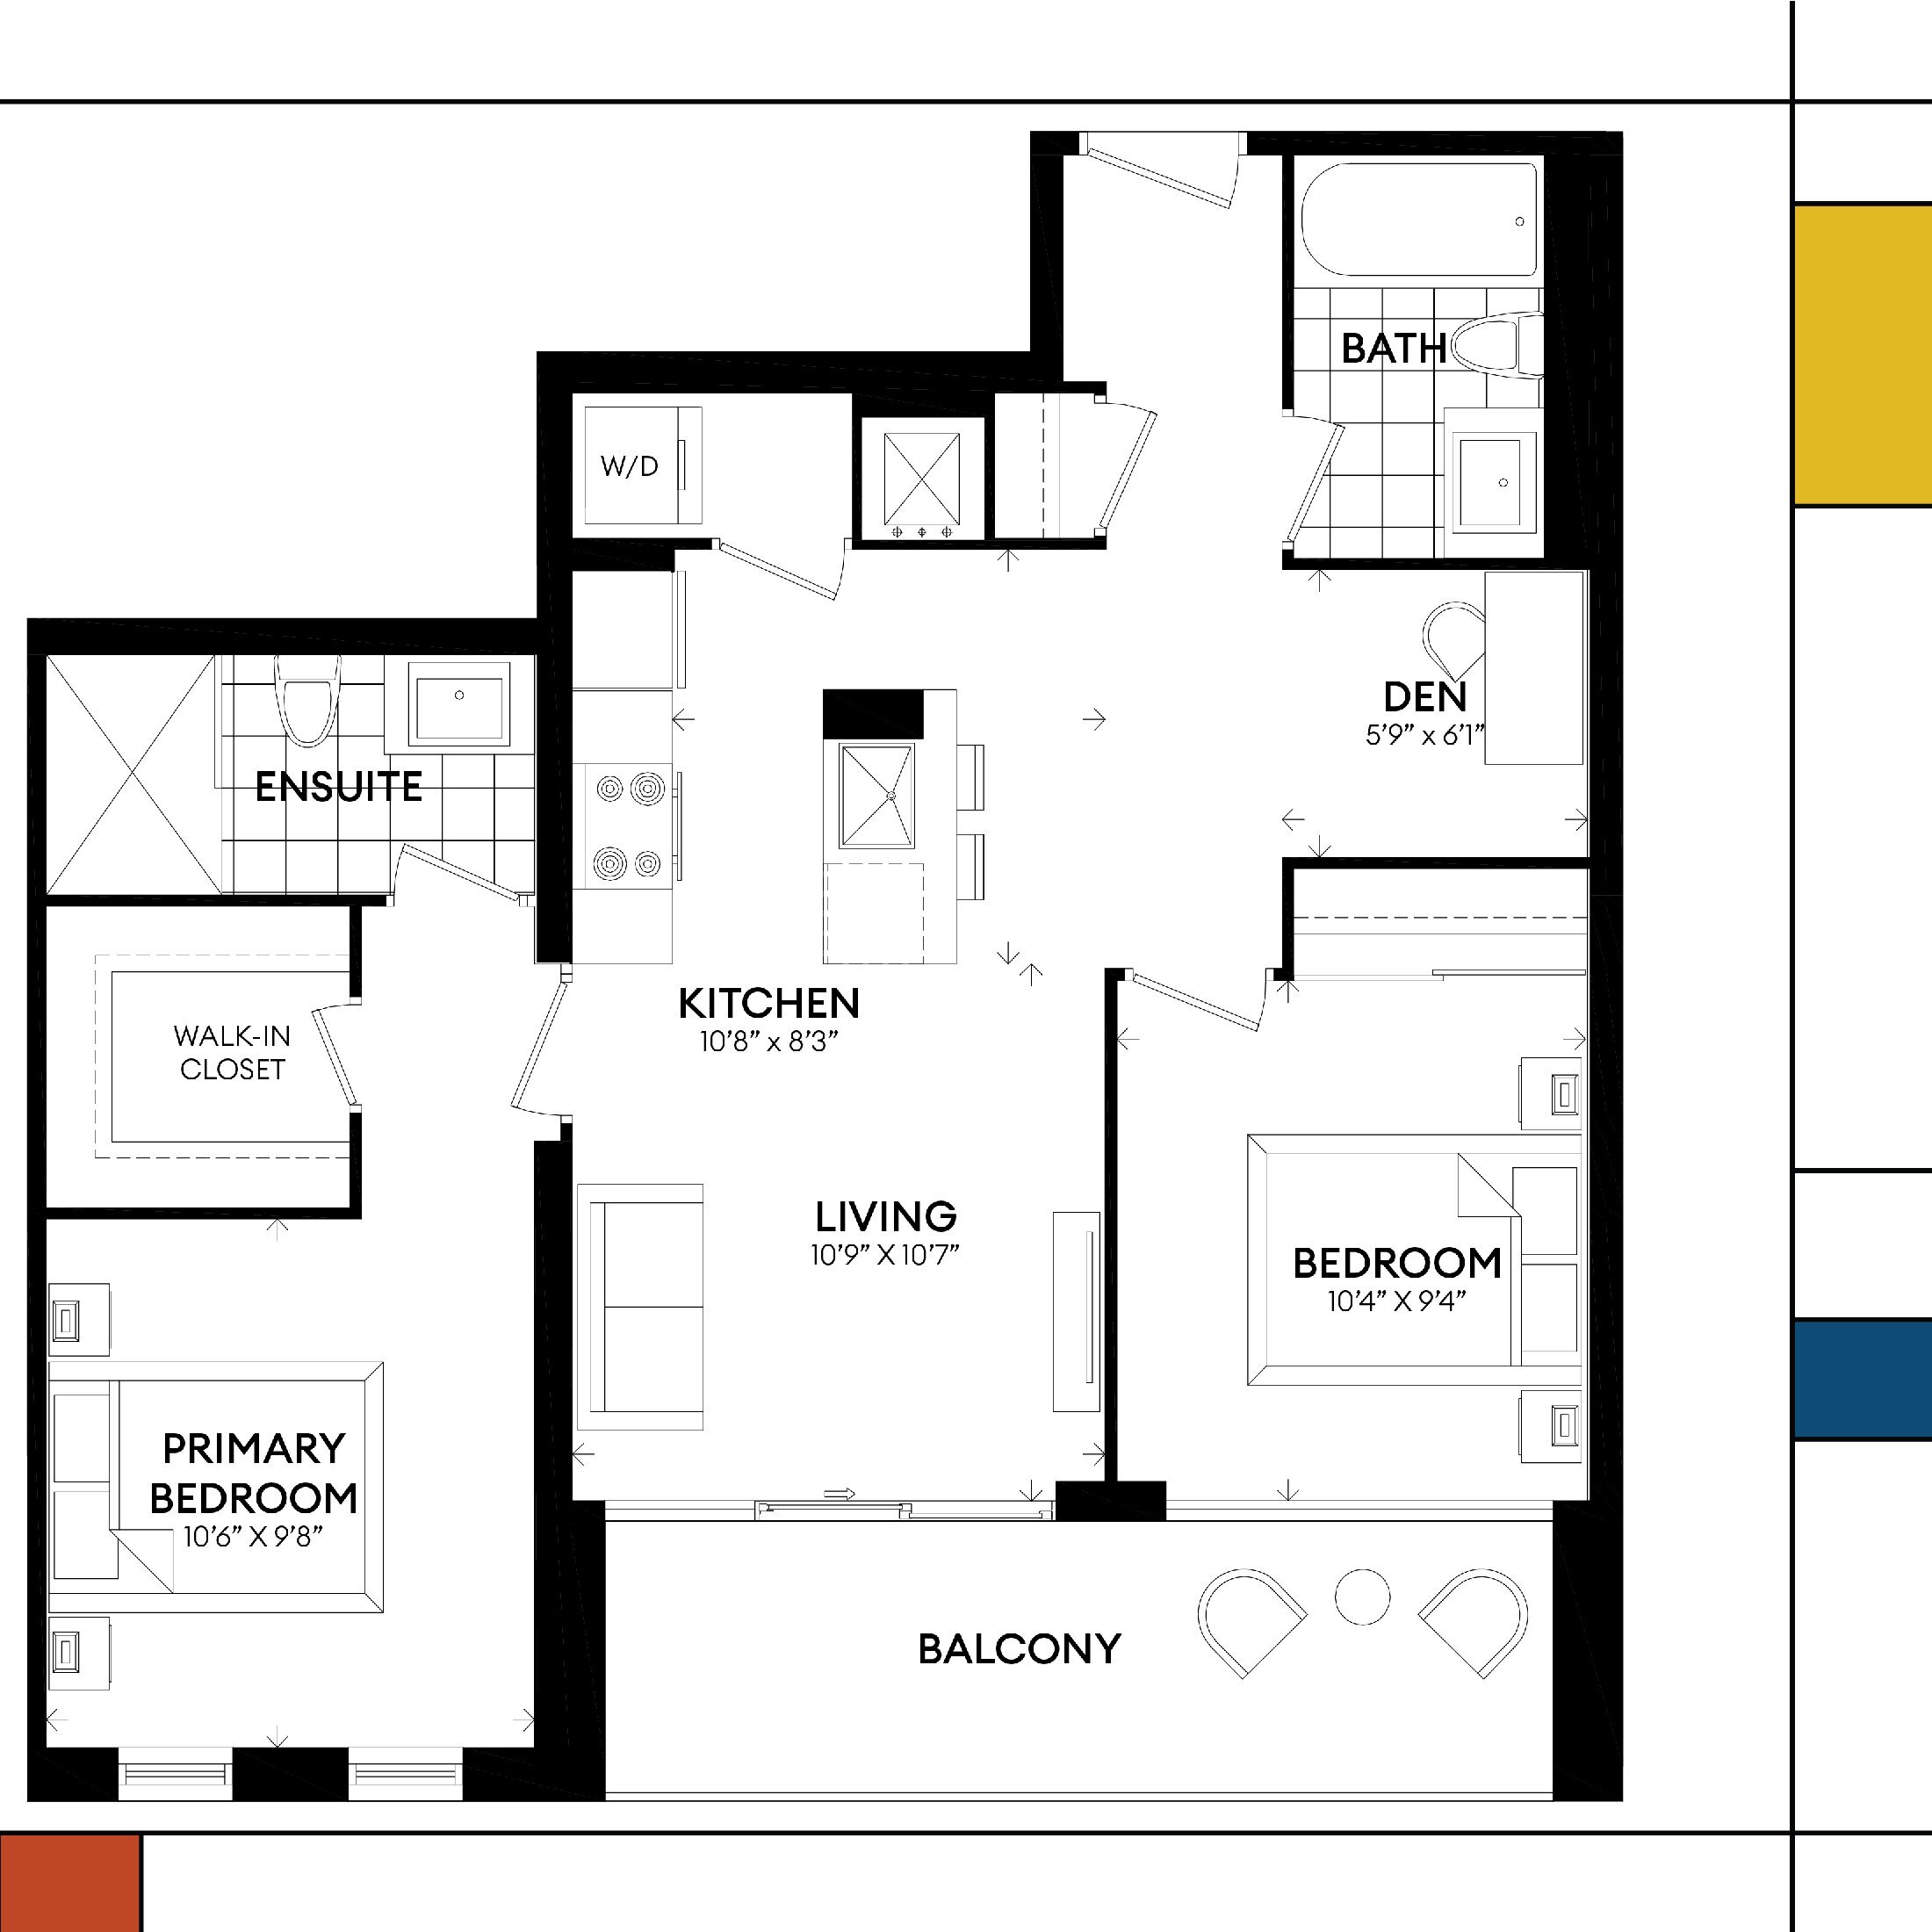 BATH
W/D
DEN
5’9” x 6’1”
ENSUITE
KITCHEN
10’8” x 8’3”
WALK-IN
CLOSET
LIVING
10’9” X 10’7”
BEDROOM
10’4” X 9’4”
PRIMARY
BEDROOM
10’6” X 9’8”
BALCONY